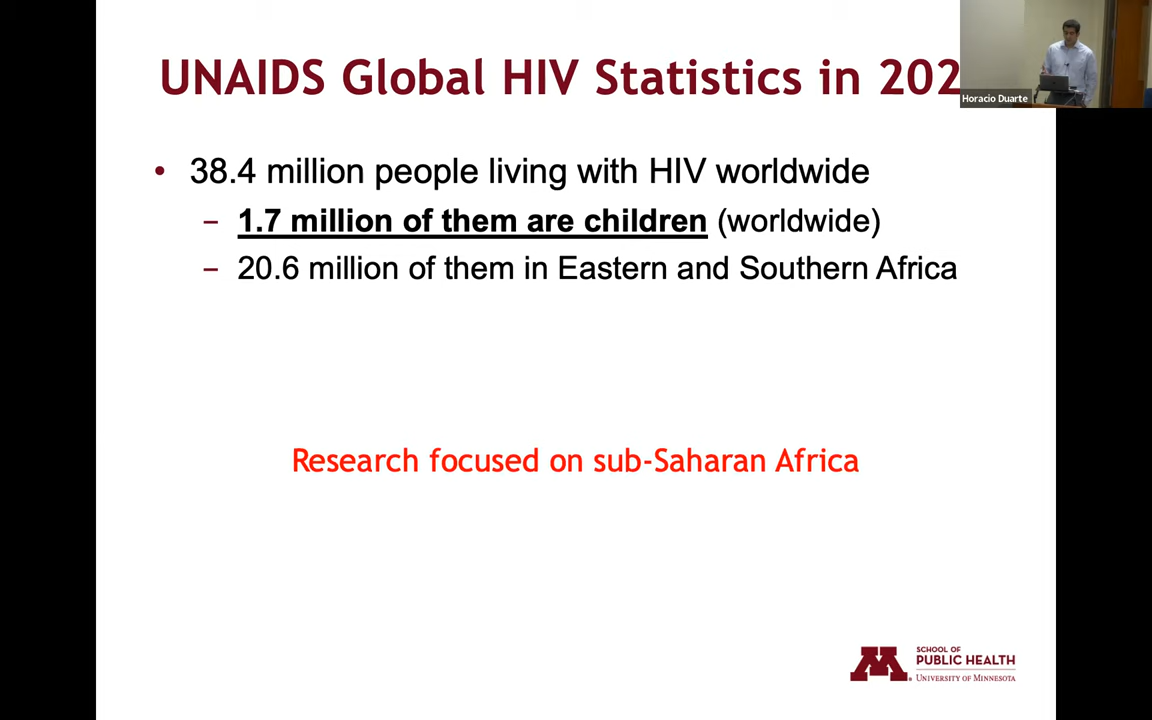 UNAIDS Global HIV Statistics in 202
Horacio Duarte
• 38.4 million people living with HIV worldwide
– 1.7 million of them are children (worldwide)
– 20.6 million of them in Eastern and Southern Africa
Research focused on sub-Saharan Africa
M
SCHOOL OF
PUBLIC HEALTH
UNIVERSITY OF MINNESOTA